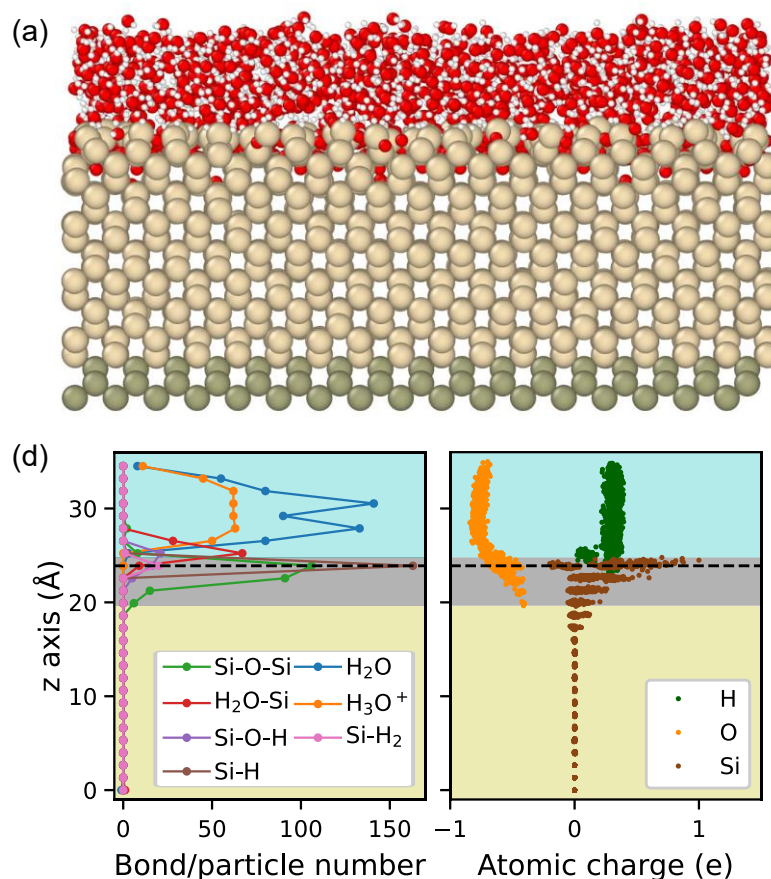 (a)
(d)
z axis (Å)
30
20
10
0
Si-O-Si
H₂O-Si
Si-O-H
Si-H
H₂O
H₃O⁺
Si-H₂
0
50
100
150
Bond/particle number
H
O
Si
−1
0
1
Atomic charge (e)